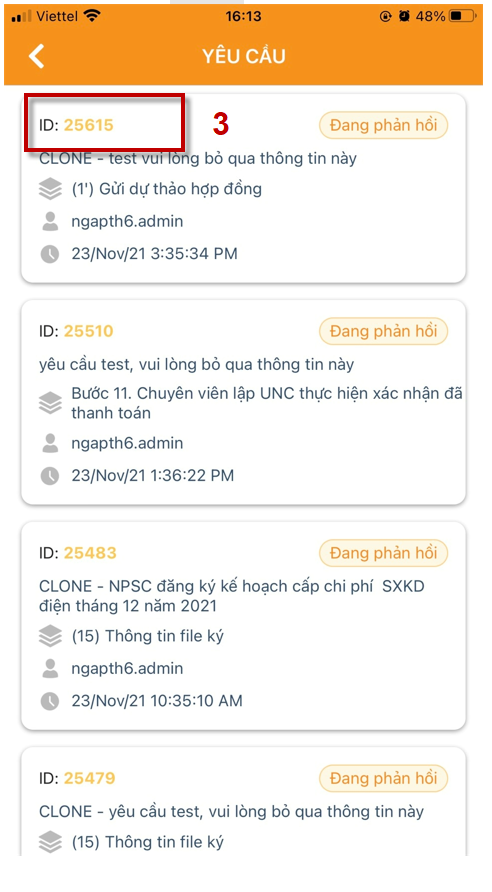 Viettel 16:13 48%
YÊU CẦU
ID: 25615 3 Đang phản hồi
CLONE - test vui lòng bỏ qua thông tin này
(1') Gửi dự thảo hợp đồng
ngapth6.admin
23/Nov/21 3:35:34 PM
ID: 25510 Đang phản hồi
yêu cầu test, vui lòng bỏ qua thông tin này
Bước 11. Chuyên viên lập UNC thực hiện xác nhận đã
thanh toán
ngapth6.admin
23/Nov/21 1:36:22 PM
ID: 25483 Đang phản hồi
CLONE - NPSC đăng ký kế hoạch cấp chi phí SXKD
điện tháng 12 năm 2021
(15) Thông tin file ký
ngapth6.admin
23/Nov/21 10:35:10 AM
ID: 25479 Đang phản hồi
CLONE - yêu cầu test, vui lòng bỏ qua thông tin này
(15) Thông tin file ký